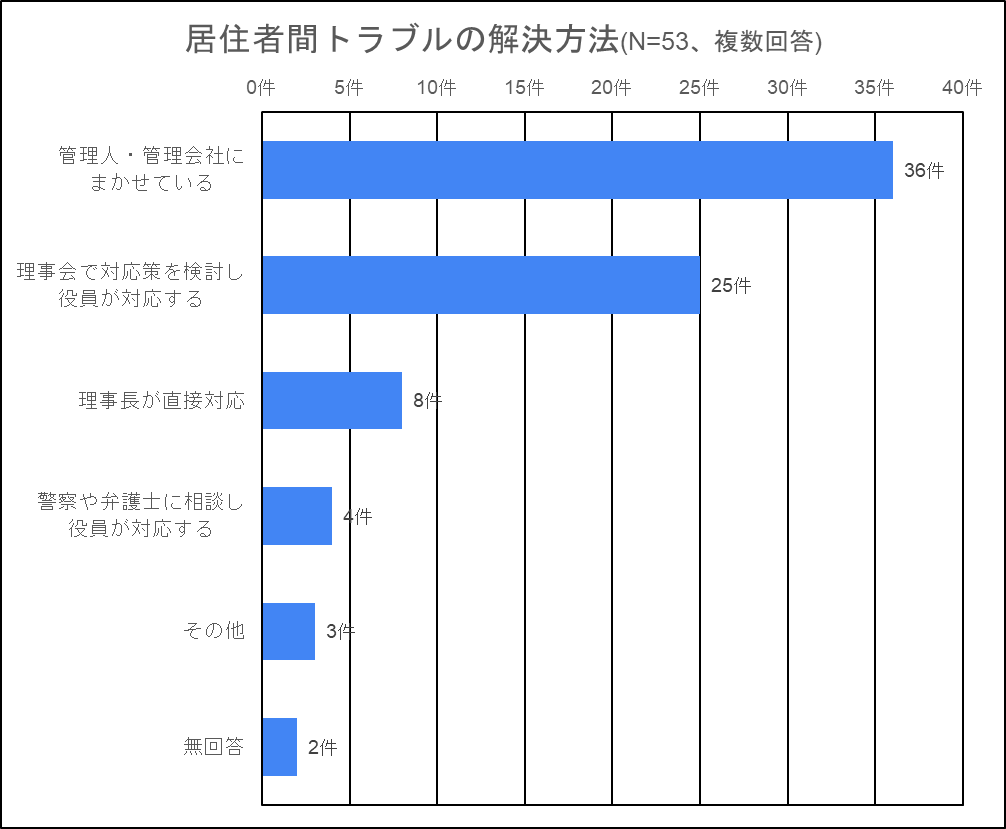 居住者間トラブルの解決方法(N=53、複数回答)
0件 5件 10件 15件 20件 25件 30件 35件 40件
管理人・管理会社に
まかせている
36件
理事会で対応策を検討し
役員が対応する
25件
理事長が直接対応
8件
警察や弁護士に相談し
役員が対応する
4件
その他
3件
無回答
2件